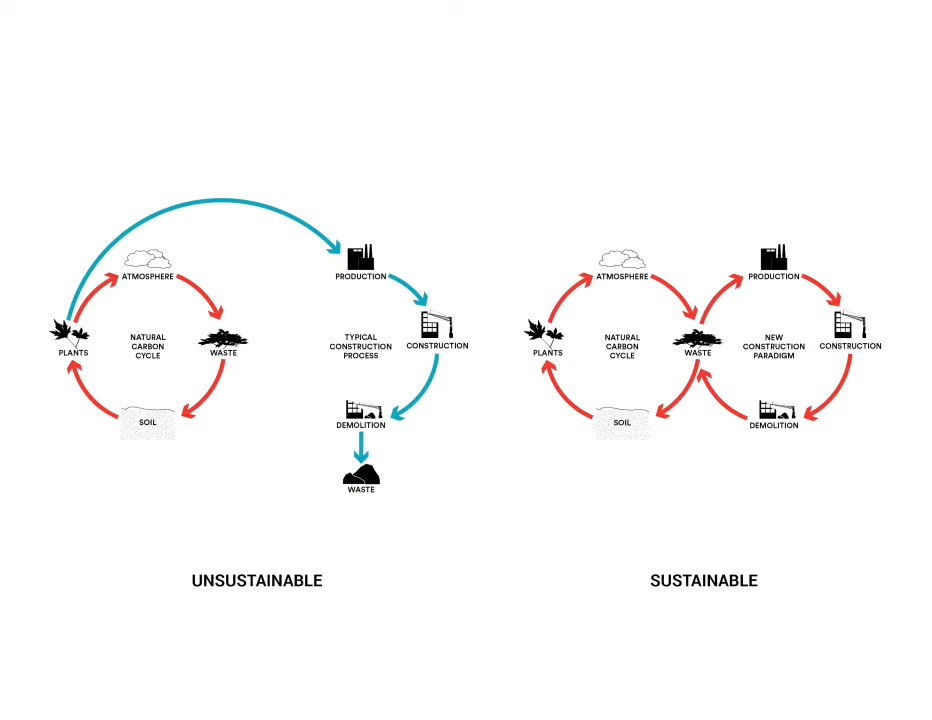 ATMOSPHERE
PLANTS
NATURAL
CARBON
CYCLE
WASTE
SOIL
PRODUCTION
TYPICAL
CONSTRUCTION
PROCESS
CONSTRUCTION
DEMOLITION
WASTE
UNSUSTAINABLE
ATMOSPHERE
PLANTS
NATURAL
CARBON
CYCLE
WASTE
SOIL
PRODUCTION
NEW
CONSTRUCTION
PARADIGM
CONSTRUCTION
DEMOLITION
SUSTAINABLE